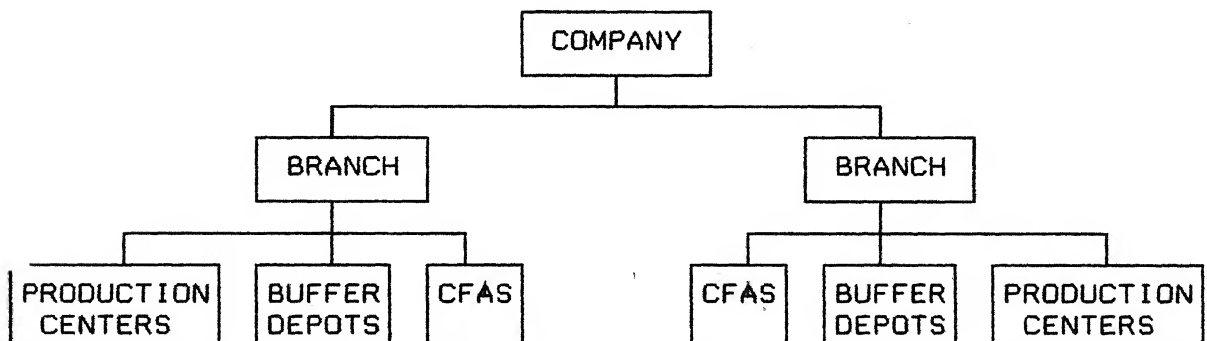 COMPANY
BRANCH
BRANCH
PRODUCTION
CENTERS
BUFFER
DEPOTS
CFAS
CFAS
BUFFER
DEPOTS
PRODUCTION
CENTERS